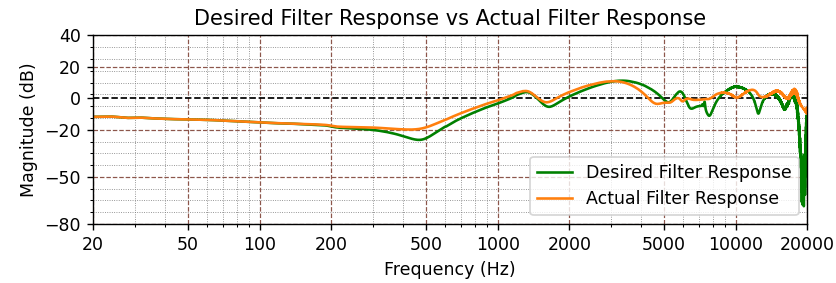 Desired Filter Response vs Actual Filter Response
40
20
0
−20
−50
−80
Magnitude (dB)
Desired Filter Response
Actual Filter Response
20 50 100 200 500 1000 2000 5000 10000 20000
Frequency (Hz)